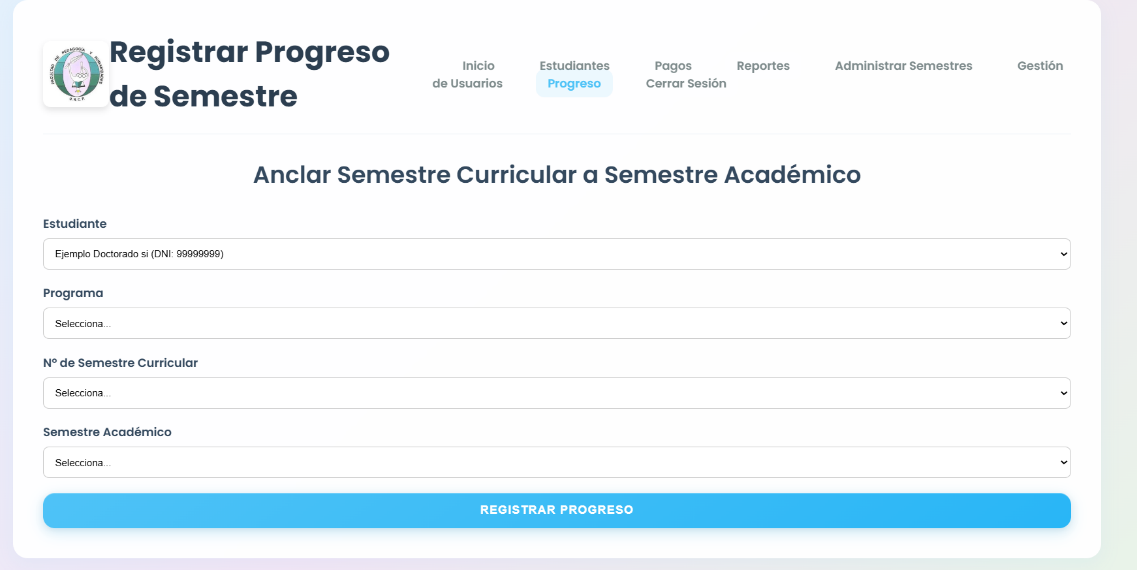 Registrar Progreso
de Semestre
Inicio Estudiantes Pagos Reportes Administrar Semestres Gestión
de Usuarios Progreso Cerrar Sesión
Anclar Semestre Curricular a Semestre Académico
Estudiante
Ejemplo Doctorado si (DNI: 99999999)
Programa
Selecciona...
Nº de Semestre Curricular
Selecciona...
Semestre Académico
Selecciona...
REGISTRAR PROGRESO